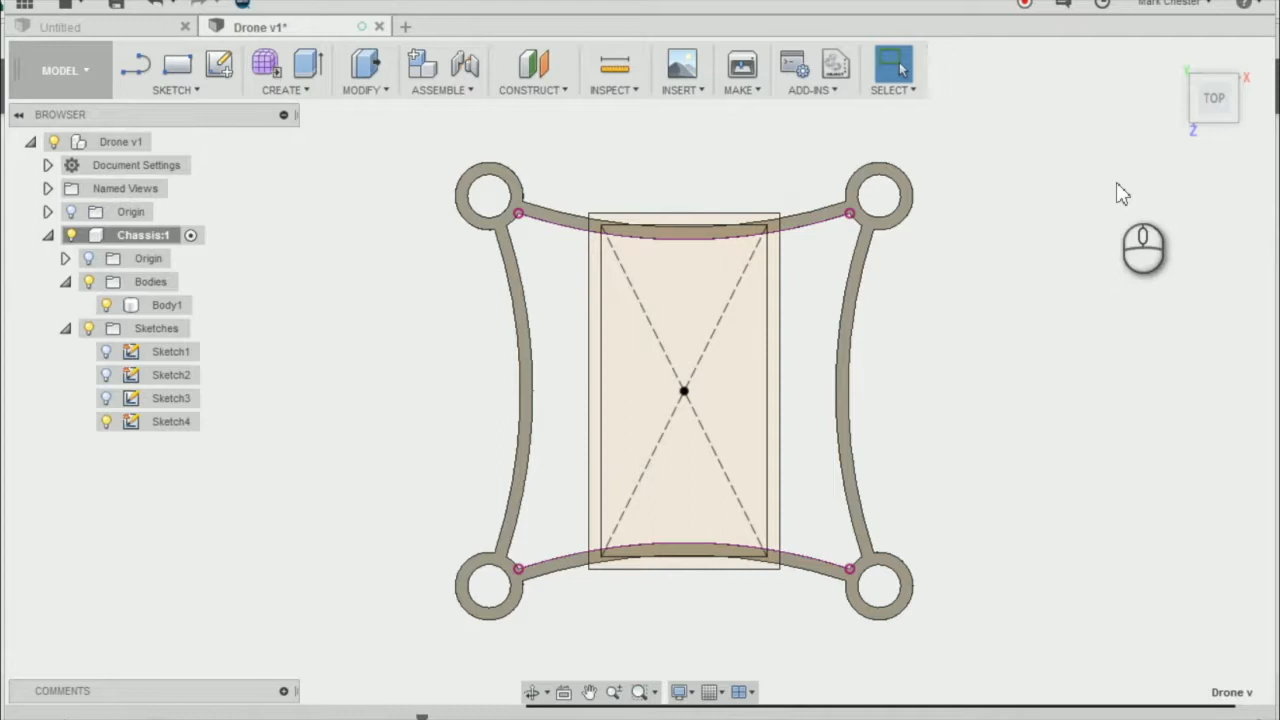 Mark Chester
Untitled
Drone v1*
MODEL
SKETCH
CREATE
MODIFY
ASSEMBLE
CONSTRUCT
INSPECT
INSERT
MAKE
ADD-INS
SELECT
BROWSER
Drone v1
Document Settings
Named Views
Origin
Chassis:1
Origin
Bodies
Body1
Sketches
Sketch1
Sketch2
Sketch3
Sketch4
Y
X
TOP
Z
COMMENTS
Drone v